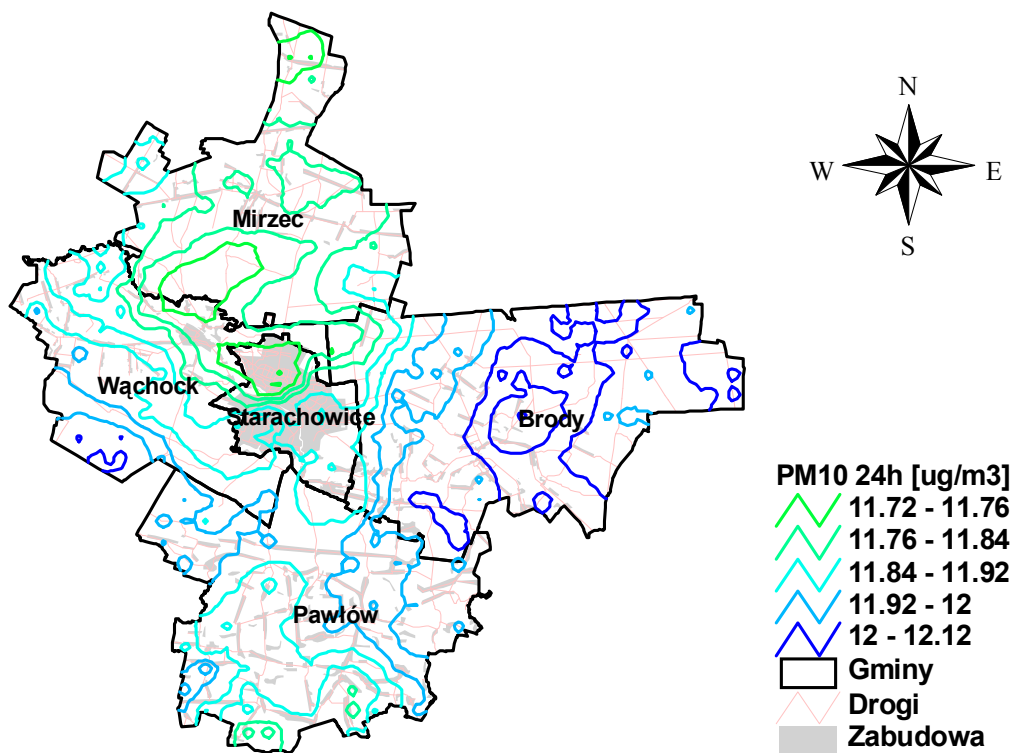 N
W
E
S
Mirzec
Wąchock
Starachowice
Brody
Pawłów
PM10 24h [ug/m3]
11.72 - 11.76
11.76 - 11.84
11.84 - 11.92
11.92 - 12
12 - 12.12
Gminy
Drogi
Zabudowa